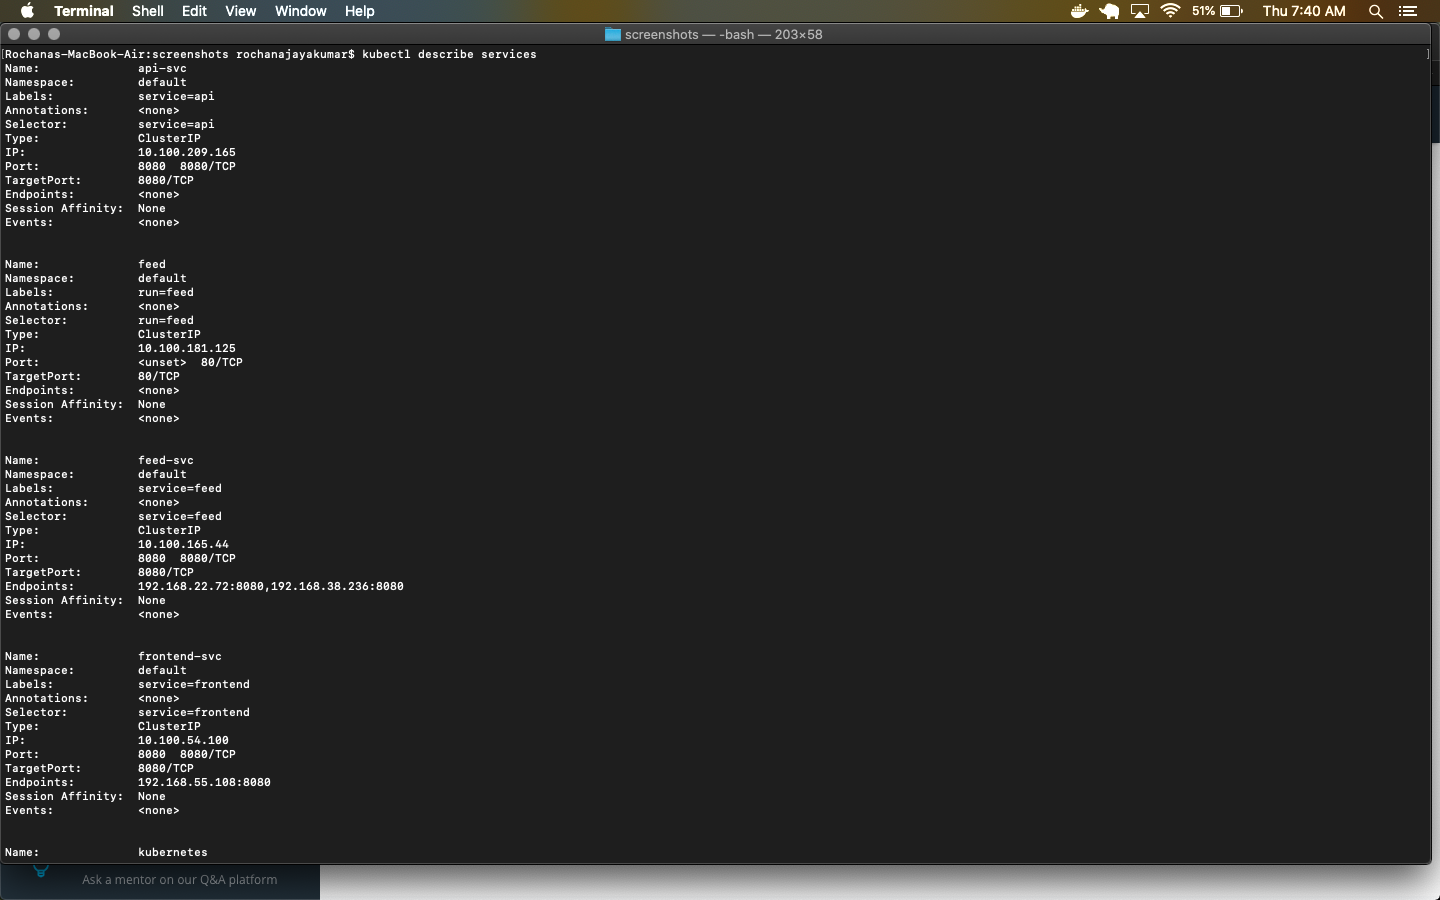 Terminal Shell Edit View Window Help 51% Thu 7:40 AM
screenshots — -bash — 203×58
[Rochanas-MacBook-Air:screenshots rochanajayakumar$ kubectl describe services ]
Name: api-svc
Namespace: default
Labels: service=api
Annotations: <none>
Selector: service=api
Type: ClusterIP
IP: 10.100.209.165
Port: 8080 8080/TCP
TargetPort: 8080/TCP
Endpoints: <none>
Session Affinity: None
Events: <none>
Name: feed
Namespace: default
Labels: run=feed
Annotations: <none>
Selector: run=feed
Type: ClusterIP
IP: 10.100.181.125
Port: <unset> 80/TCP
TargetPort: 80/TCP
Endpoints: <none>
Session Affinity: None
Events: <none>
Name: feed-svc
Namespace: default
Labels: service=feed
Annotations: <none>
Selector: service=feed
Type: ClusterIP
IP: 10.100.165.44
Port: 8080 8080/TCP
TargetPort: 8080/TCP
Endpoints: 192.168.22.72:8080,192.168.38.236:8080
Session Affinity: None
Events: <none>
Name: frontend-svc
Namespace: default
Labels: service=frontend
Annotations: <none>
Selector: service=frontend
Type: ClusterIP
IP: 10.100.54.100
Port: 8080 8080/TCP
TargetPort: 8080/TCP
Endpoints: 192.168.55.108:8080
Session Affinity: None
Events: <none>
Name: kubernetes
Ask a mentor on our Q&A platform